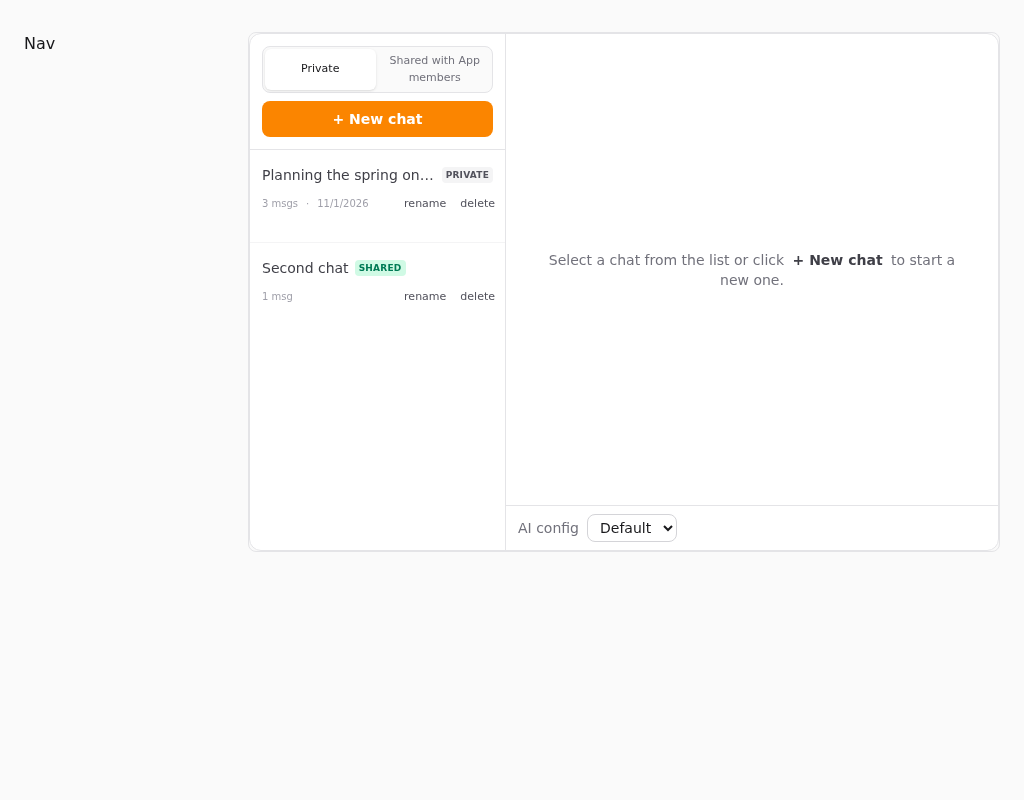 Nav
Private
Shared with App
members
+ New chat
Planning the spring on… PRIVATE
3 msgs · 11/1/2026 rename delete
Second chat SHARED
1 msg rename delete
Select a chat from the list or click + New chat to start a
new one.
AI config Default